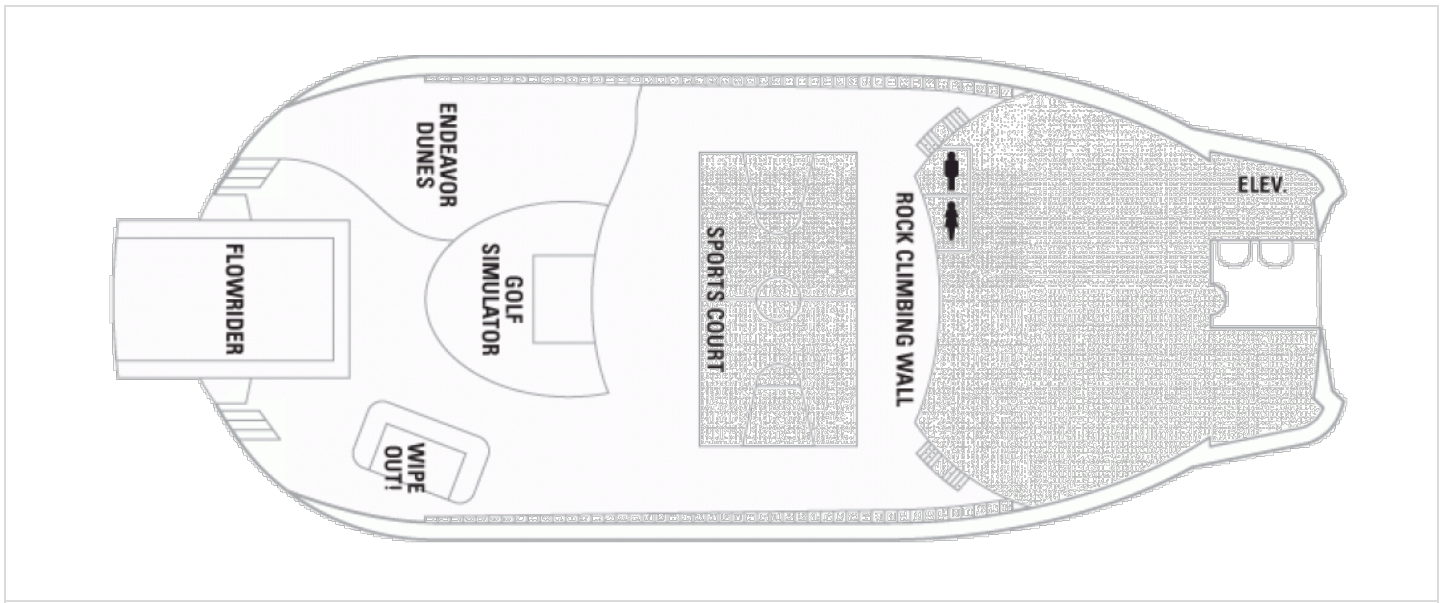 ENDEAVOR
DUNES
ELEV.
FLOWRIDER
GOLF
SIMULATOR
SPORTS COURT
ROCK CLIMBING WALL
WIPE
OUT!